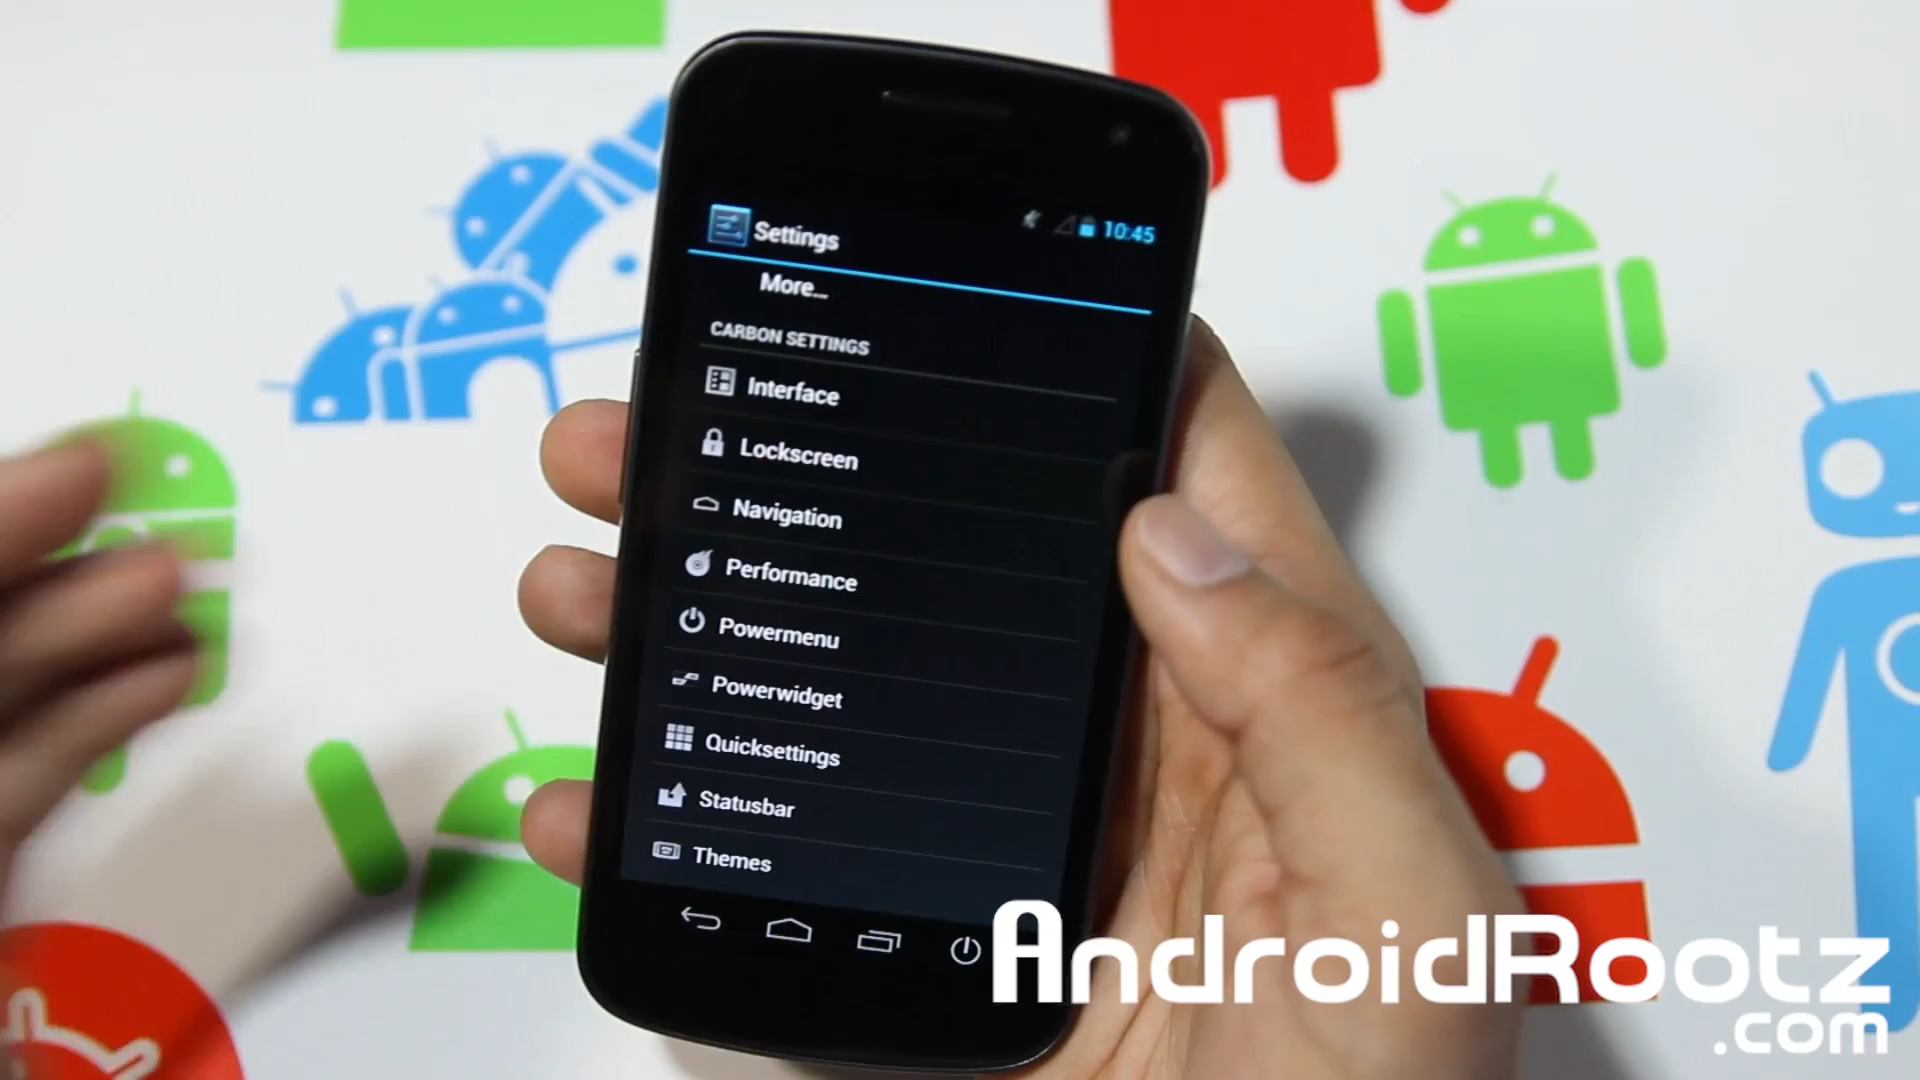 Settings
10:45
More...
CARBON SETTINGS
Interface
Lockscreen
Navigation
Performance
Powermenu
Powerwidget
Quicksettings
Statusbar
Themes
AndroidRootz
.com